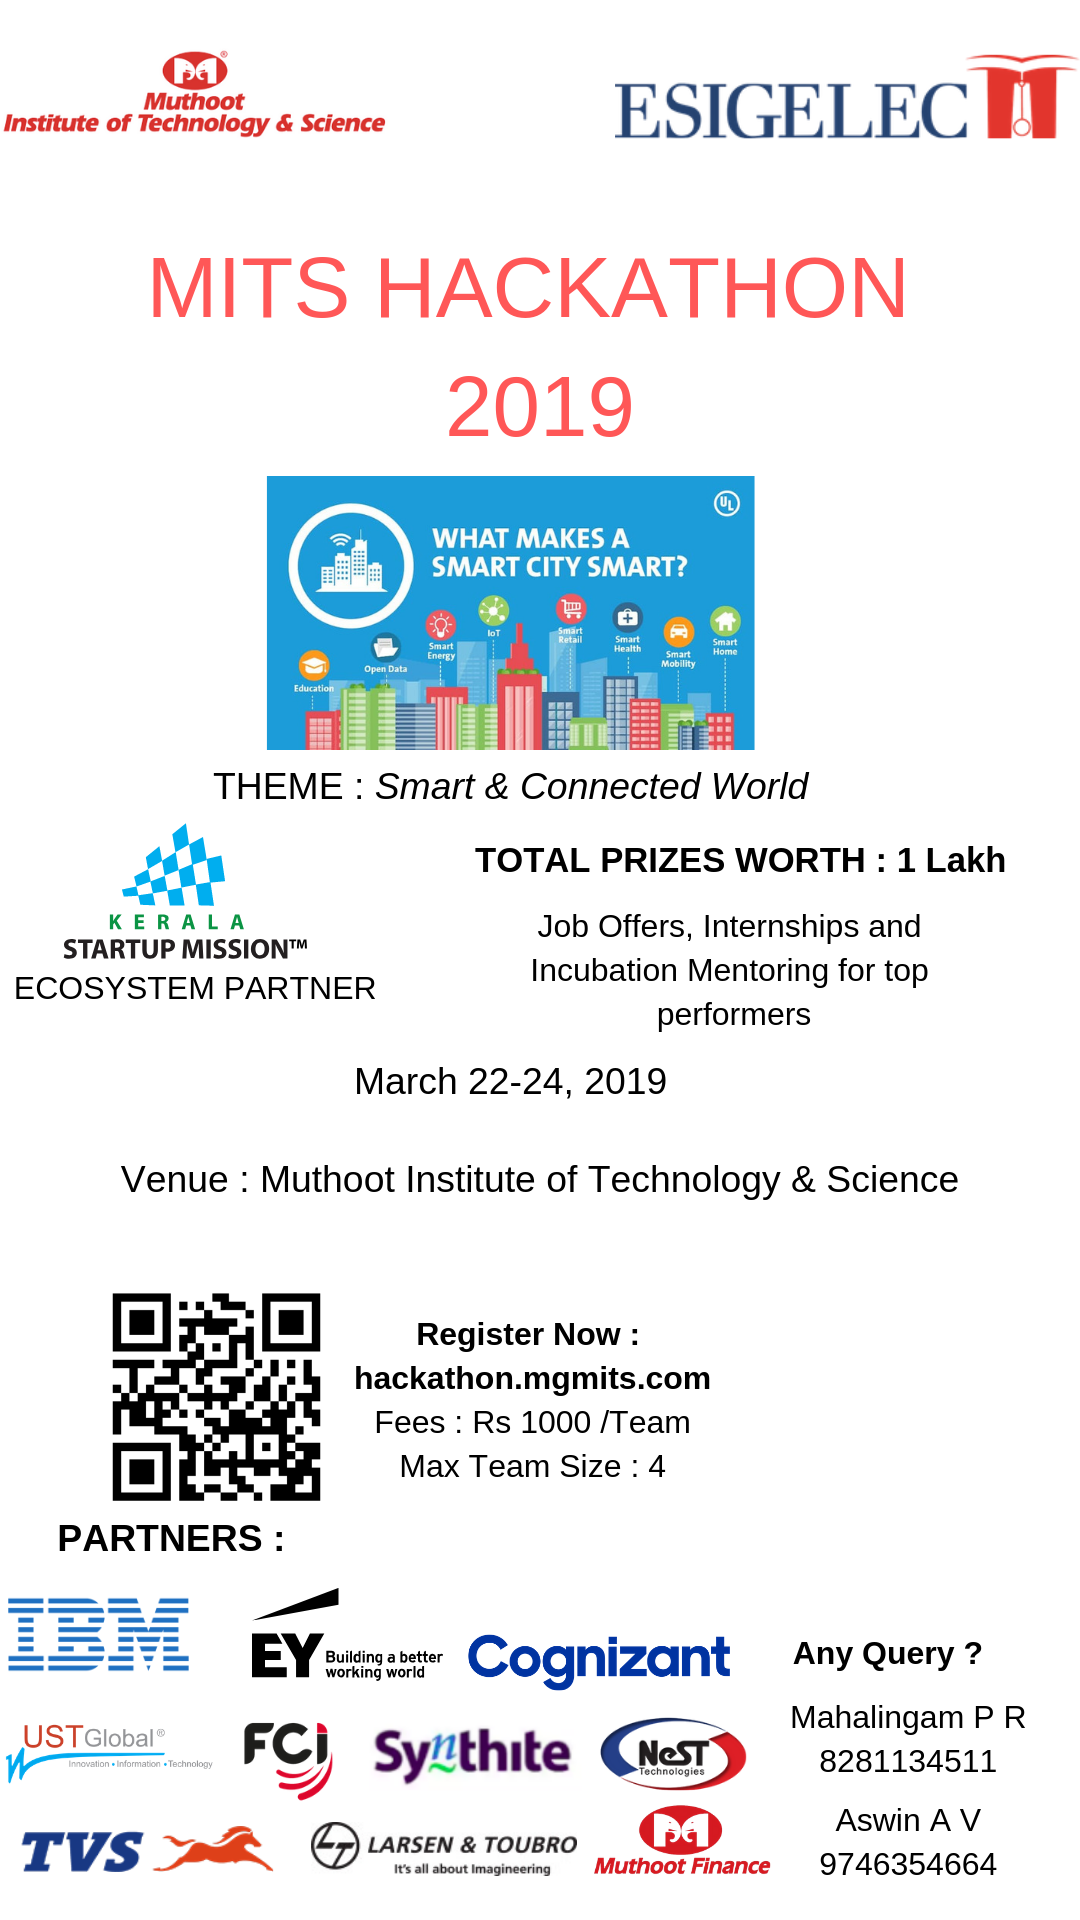 Muthoot
Institute of Technology & Science
ESIGELEC
MITS HACKATHON
2019
UL
WHAT MAKES A
SMART CITY SMART?
Education
Open Data
Smart
Energy
IoT
Smart
Retail
Smart
Health
Smart
Mobility
Smart
Home
THEME : Smart & Connected World
KERALA
STARTUP MISSION™
ECOSYSTEM PARTNER
TOTAL PRIZES WORTH : 1 Lakh
Job Offers, Internships and
Incubation Mentoring for top
performers
March 22-24, 2019
Venue : Muthoot Institute of Technology & Science
Register Now :
hackathon.mgmits.com
Fees : Rs 1000 /Team
Max Team Size : 4
PARTNERS :
IBM
EY
Building a better
working world
Cognizant
UST Global®
Innovation • Information • Technology
FCi
Synthite
NeST
Technologies
TVS
LT
LARSEN & TOUBRO
It's all about Imagineering
Muthoot Finance
Any Query ?
Mahalingam P R
8281134511
Aswin A V
9746354664